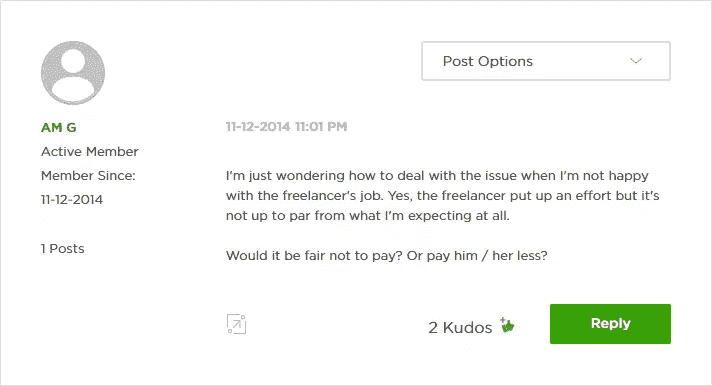 Post Options
AM G
Active Member
Member Since:
11-12-2014
1 Posts
11-12-2014 11:01 PM
I'm just wondering how to deal with the issue when I'm not happy
with the freelancer's job. Yes, the freelancer put up an effort but it's
not up to par from what I'm expecting at all.
Would it be fair not to pay? Or pay him / her less?
2 Kudos
Reply